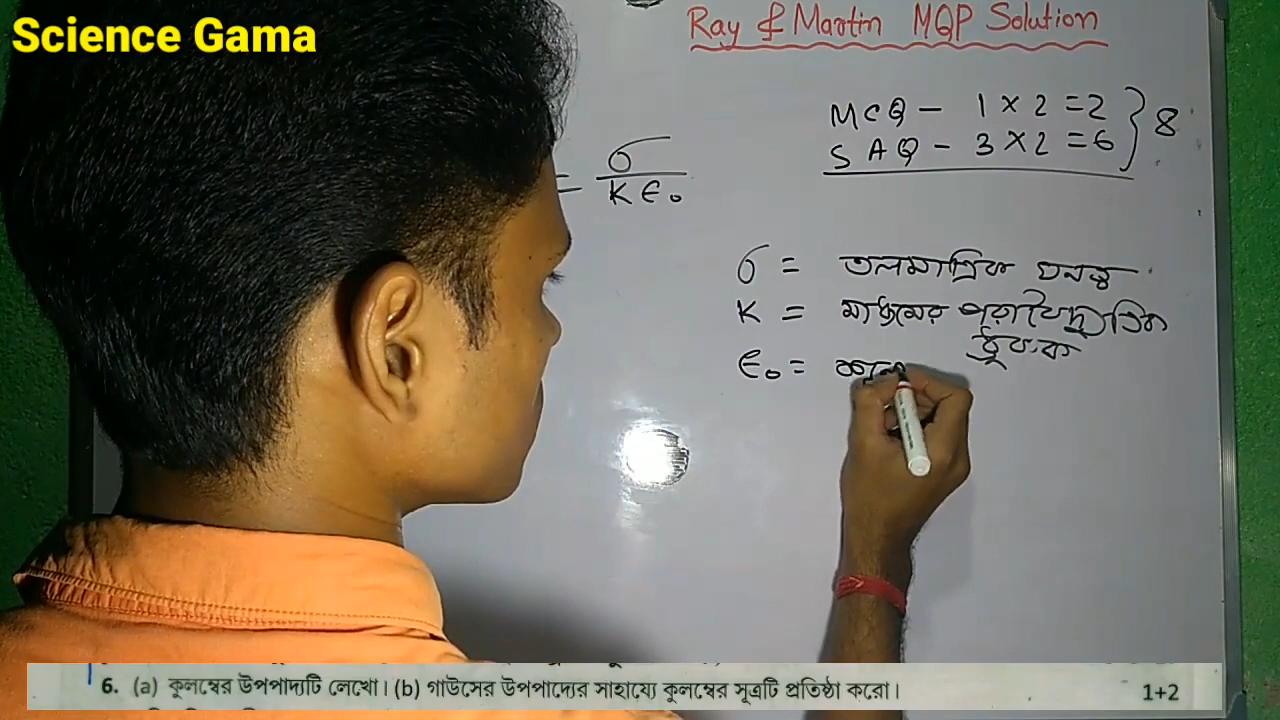 Science Gama
Ray & Martin MQP Solution
MCQ - 1 × 2 = 2 } 8
SAQ - 3 × 2 = 6
= σ / K ϵ₀
σ = তলমাত্রিক ঘনত্ব
K = মাধ্যমের পরাবৈদ্যুতিক
ধ্রুবক
ϵ₀ =
6. (a) কুলম্বের উপপাদ্যটি লেখো। (b) গাউসের উপপাদ্যের সাহায্যে কুলম্বের সূত্রটি প্রতিষ্ঠা করো। 1+2